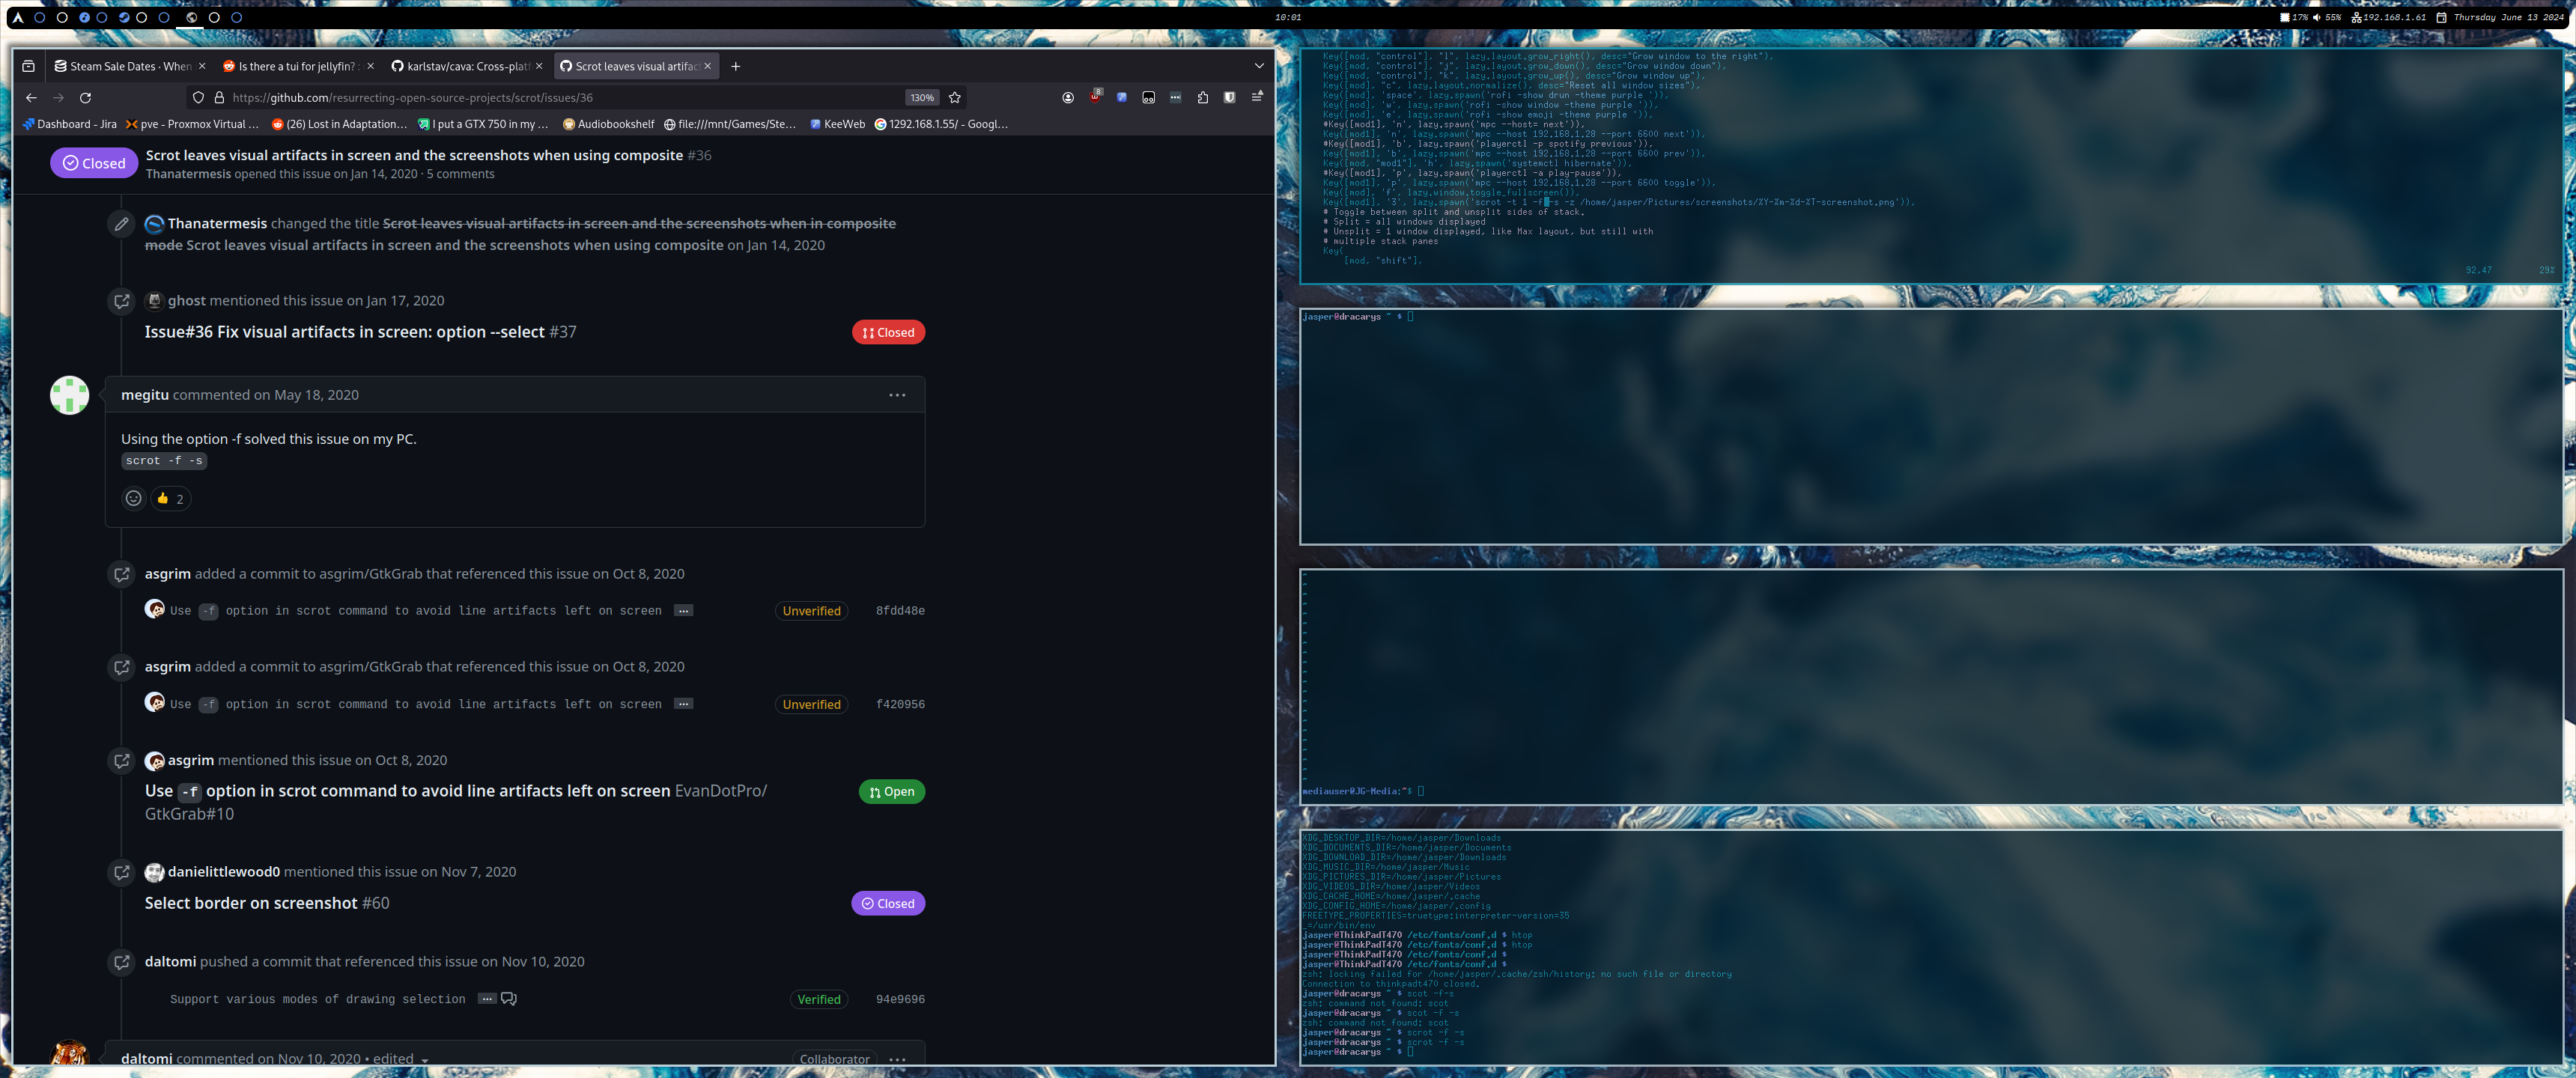 10:01
17% 55% 192.168.1.61 Thursday June 13 2024
Steam Sale Dates · When
Is there a tui for jellyfin? :
karlstav/cava: Cross-platf
Scrot leaves visual artifac
https://github.com/resurrecting-open-source-projects/scrot/issues/36
130%
8
Dashboard - Jira
pve - Proxmox Virtual ...
(26) Lost in Adaptation...
I put a GTX 750 in my ...
Audiobookshelf
file:///mnt/Games/Ste...
KeeWeb
1292.168.1.55/ - Googl...
Closed
Scrot leaves visual artifacts in screen and the screenshots when using composite #36
Thanatermesis opened this issue on Jan 14, 2020 · 5 comments
Thanatermesis changed the title Scrot leaves visual artifacts in screen and the screenshots when using composite
mode Scrot leaves visual artifacts in screen and the screenshots when using composite on Jan 14, 2020
ghost mentioned this issue on Jan 17, 2020
Issue#36 Fix visual artifacts in screen: option --select #37
Closed
megitu commented on May 18, 2020
Using the option -f solved this issue on my PC.
scrot -f -s
👍 2
asgrim added a commit to asgrim/GtkGrab that referenced this issue on Oct 8, 2020
Use -f option in scrot command to avoid line artifacts left on screen ... Unverified 8fdd48e
asgrim added a commit to asgrim/GtkGrab that referenced this issue on Oct 8, 2020
Use -f option in scrot command to avoid line artifacts left on screen ... Unverified f420956
asgrim mentioned this issue on Oct 8, 2020
Use -f option in scrot command to avoid line artifacts left on screen EvanDotPro/
GtkGrab#10
Open
danielittlewood0 mentioned this issue on Nov 7, 2020
Select border on screenshot #60
Closed
daltomi pushed a commit that referenced this issue on Nov 10, 2020
Support various modes of drawing selection ... Verified 94e9696
daltomi commented on Nov 10, 2020 • edited
Collaborator
Key([mod, "control"], "l", lazy.layout.grow_right(), desc="Grow window to the right"),
Key([mod, "control"], "j", lazy.layout.grow_down(), desc="Grow window down"),
Key([mod, "control"], "k", lazy.layout.grow_up(), desc="Grow window up"),
Key([mod], "c", lazy.layout.normalize(), desc="Reset all window sizes"),
Key([mod], 'space', lazy.spawn('rofi -show drun -theme purple ')),
Key([mod], 'w', lazy.spawn('rofi -show window -theme purple ')),
Key([mod], 'e', lazy.spawn('rofi -show emoji -theme purple ')),
#Key([mod1], 'n', lazy.spawn('mpc --host= next')),
Key([mod1], 'n', lazy.spawn('mpc --host 192.168.1.28 --port 6600 next')),
#Key([mod1], 'b', lazy.spawn('playerctl -p spotify previous')),
Key([mod1], 'b', lazy.spawn('mpc --host 192.168.1.28 --port 6600 prev')),
Key([mod, "mod1"], 'h', lazy.spawn('systemctl hibernate')),
#Key([mod1], 'p', lazy.spawn('playerctl -a play-pause')),
Key([mod1], 'p', lazy.spawn('mpc --host 192.168.1.28 --port 6600 toggle')),
Key([mod], 'f', lazy.window.toggle_fullscreen()),
Key([mod1], '3', lazy.spawn('scrot -t 1 -f -s -z /home/jasper/Pictures/screenshots/%Y-%m-%d-%T-screenshot.png')),
# Toggle between split and unsplit sides of stack.
# Split = all windows displayed
# Unsplit = 1 window displayed, like Max layout, but still with
# multiple stack panes
Key(
[mod, "shift"],
92,47 29%
jasper@dracarys ~ $
mediauser@JG-Media:~$
XDG_DESKTOP_DIR=/home/jasper/Downloads
XDG_DOCUMENTS_DIR=/home/jasper/Documents
XDG_DOWNLOAD_DIR=/home/jasper/Downloads
XDG_MUSIC_DIR=/home/jasper/Music
XDG_PICTURES_DIR=/home/jasper/Pictures
XDG_VIDEOS_DIR=/home/jasper/Videos
XDG_CACHE_HOME=/home/jasper/.cache
XDG_CONFIG_HOME=/home/jasper/.config
FREETYPE_PROPERTIES=truetype:interpreter-version=35
_=/usr/bin/env
jasper@ThinkPadT470 /etc/fonts/conf.d $ htop
jasper@ThinkPadT470 /etc/fonts/conf.d $ htop
jasper@ThinkPadT470 /etc/fonts/conf.d $
jasper@ThinkPadT470 /etc/fonts/conf.d $
zsh: locking failed for /home/jasper/.cache/zsh/history: no such file or directory
Connection to thinkpadt470 closed.
jasper@dracarys ~ $ scot -f-s
zsh: command not found: scot
jasper@dracarys ~ $ scot -f -s
zsh: command not found: scot
jasper@dracarys ~ $ scrot -f -s
jasper@dracarys ~ $ scrot -f -s
jasper@dracarys ~ $